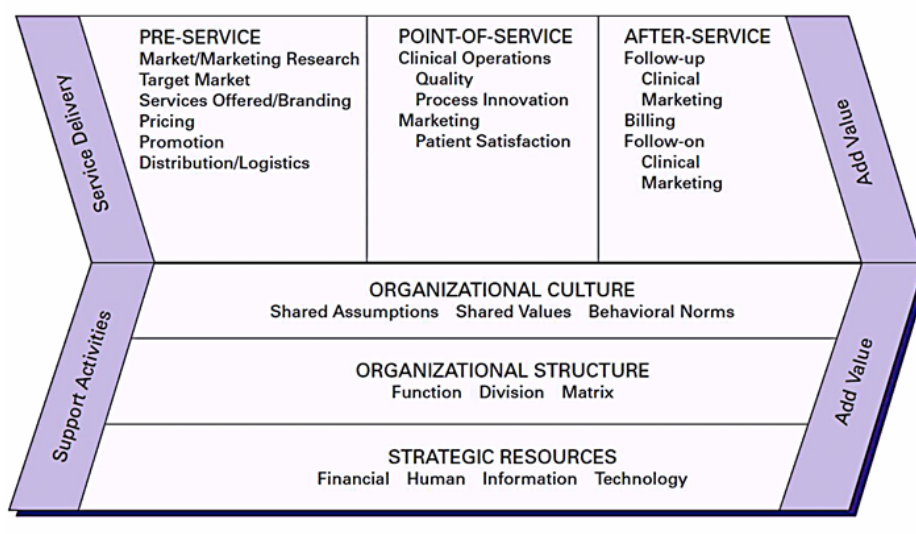 Service Delivery
PRE-SERVICE
Market/Marketing Research
Target Market
Services Offered/Branding
Pricing
Promotion
Distribution/Logistics
POINT-OF-SERVICE
Clinical Operations
Quality
Process Innovation
Marketing
Patient Satisfaction
AFTER-SERVICE
Follow-up
Clinical
Marketing
Billing
Follow-on
Clinical
Marketing
Add Value
Support Activities
ORGANIZATIONAL CULTURE
Shared Assumptions Shared Values Behavioral Norms
ORGANIZATIONAL STRUCTURE
Function Division Matrix
STRATEGIC RESOURCES
Financial Human Information Technology
Add Value